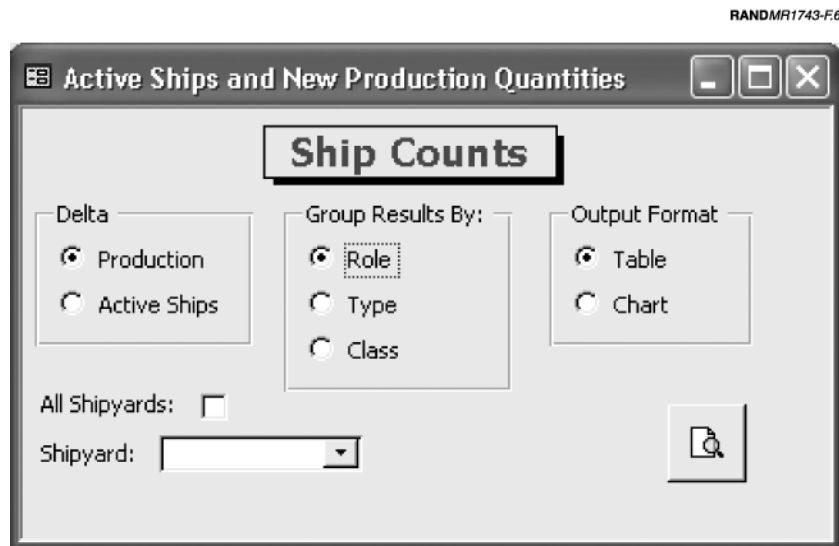 RANDMR1743-F.6
Active Ships and New Production Quantities
Ship Counts
Delta
Production
Active Ships
Group Results By:
Role
Type
Class
Output Format
Table
Chart
All Shipyards:
Shipyard: